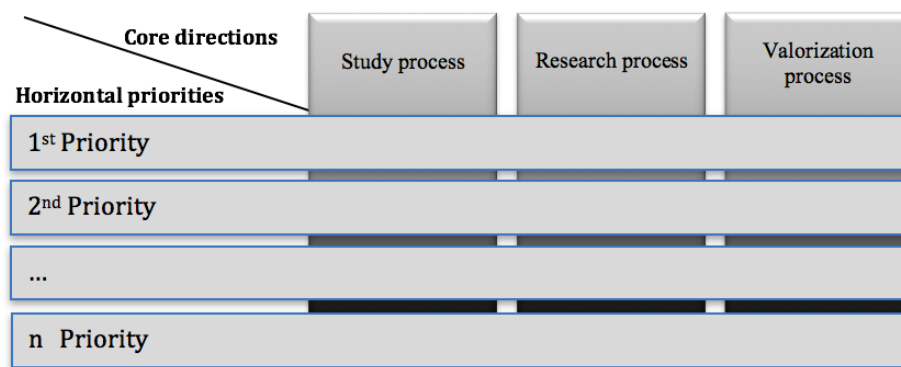 Core directions
Study process
Research process
Valorization
process
Horizontal priorities
1st Priority
2nd Priority
...
n Priority